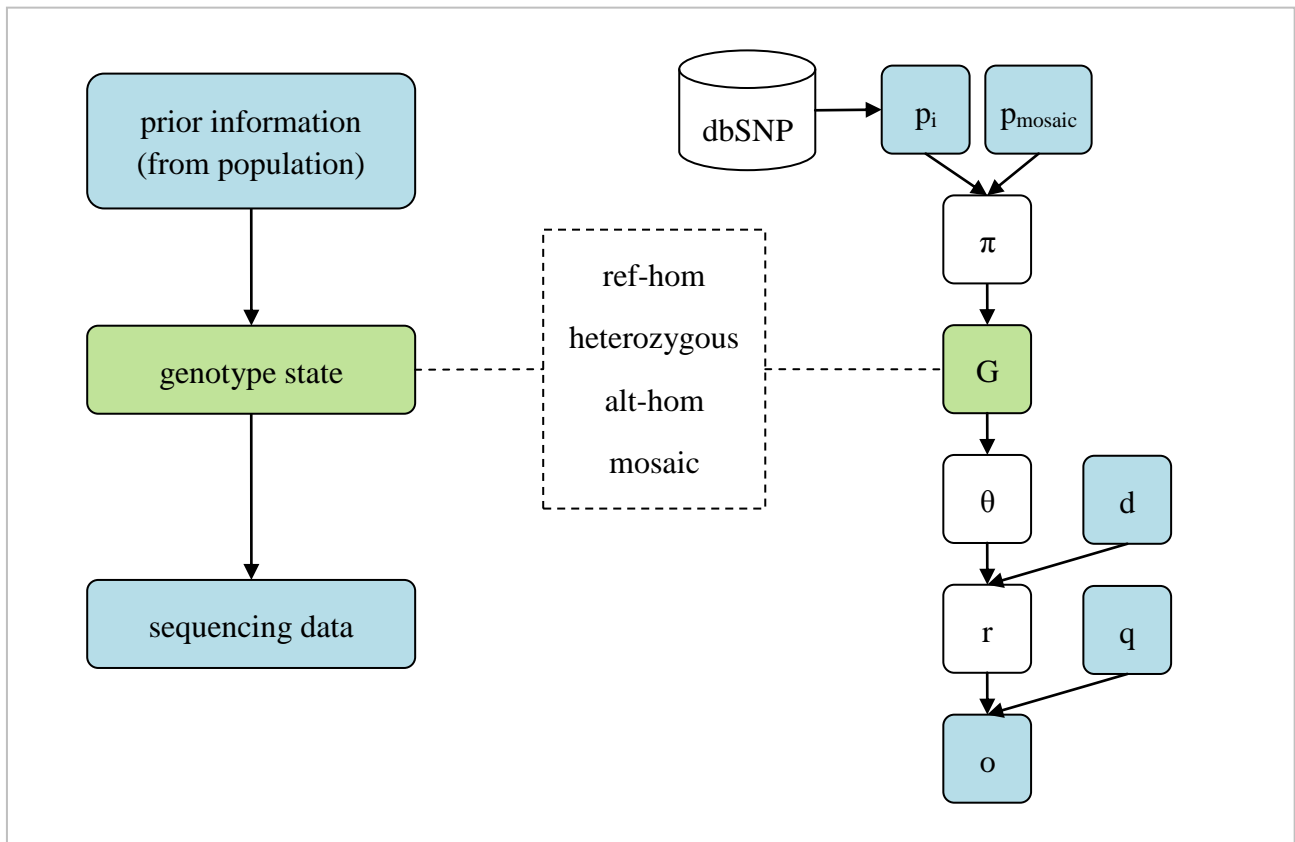 prior information
(from population)
genotype state
sequencing data
ref-hom
heterozygous
alt-hom
mosaic
dbSNP
pi
pmosaic
π
G
θ
d
r
q
o